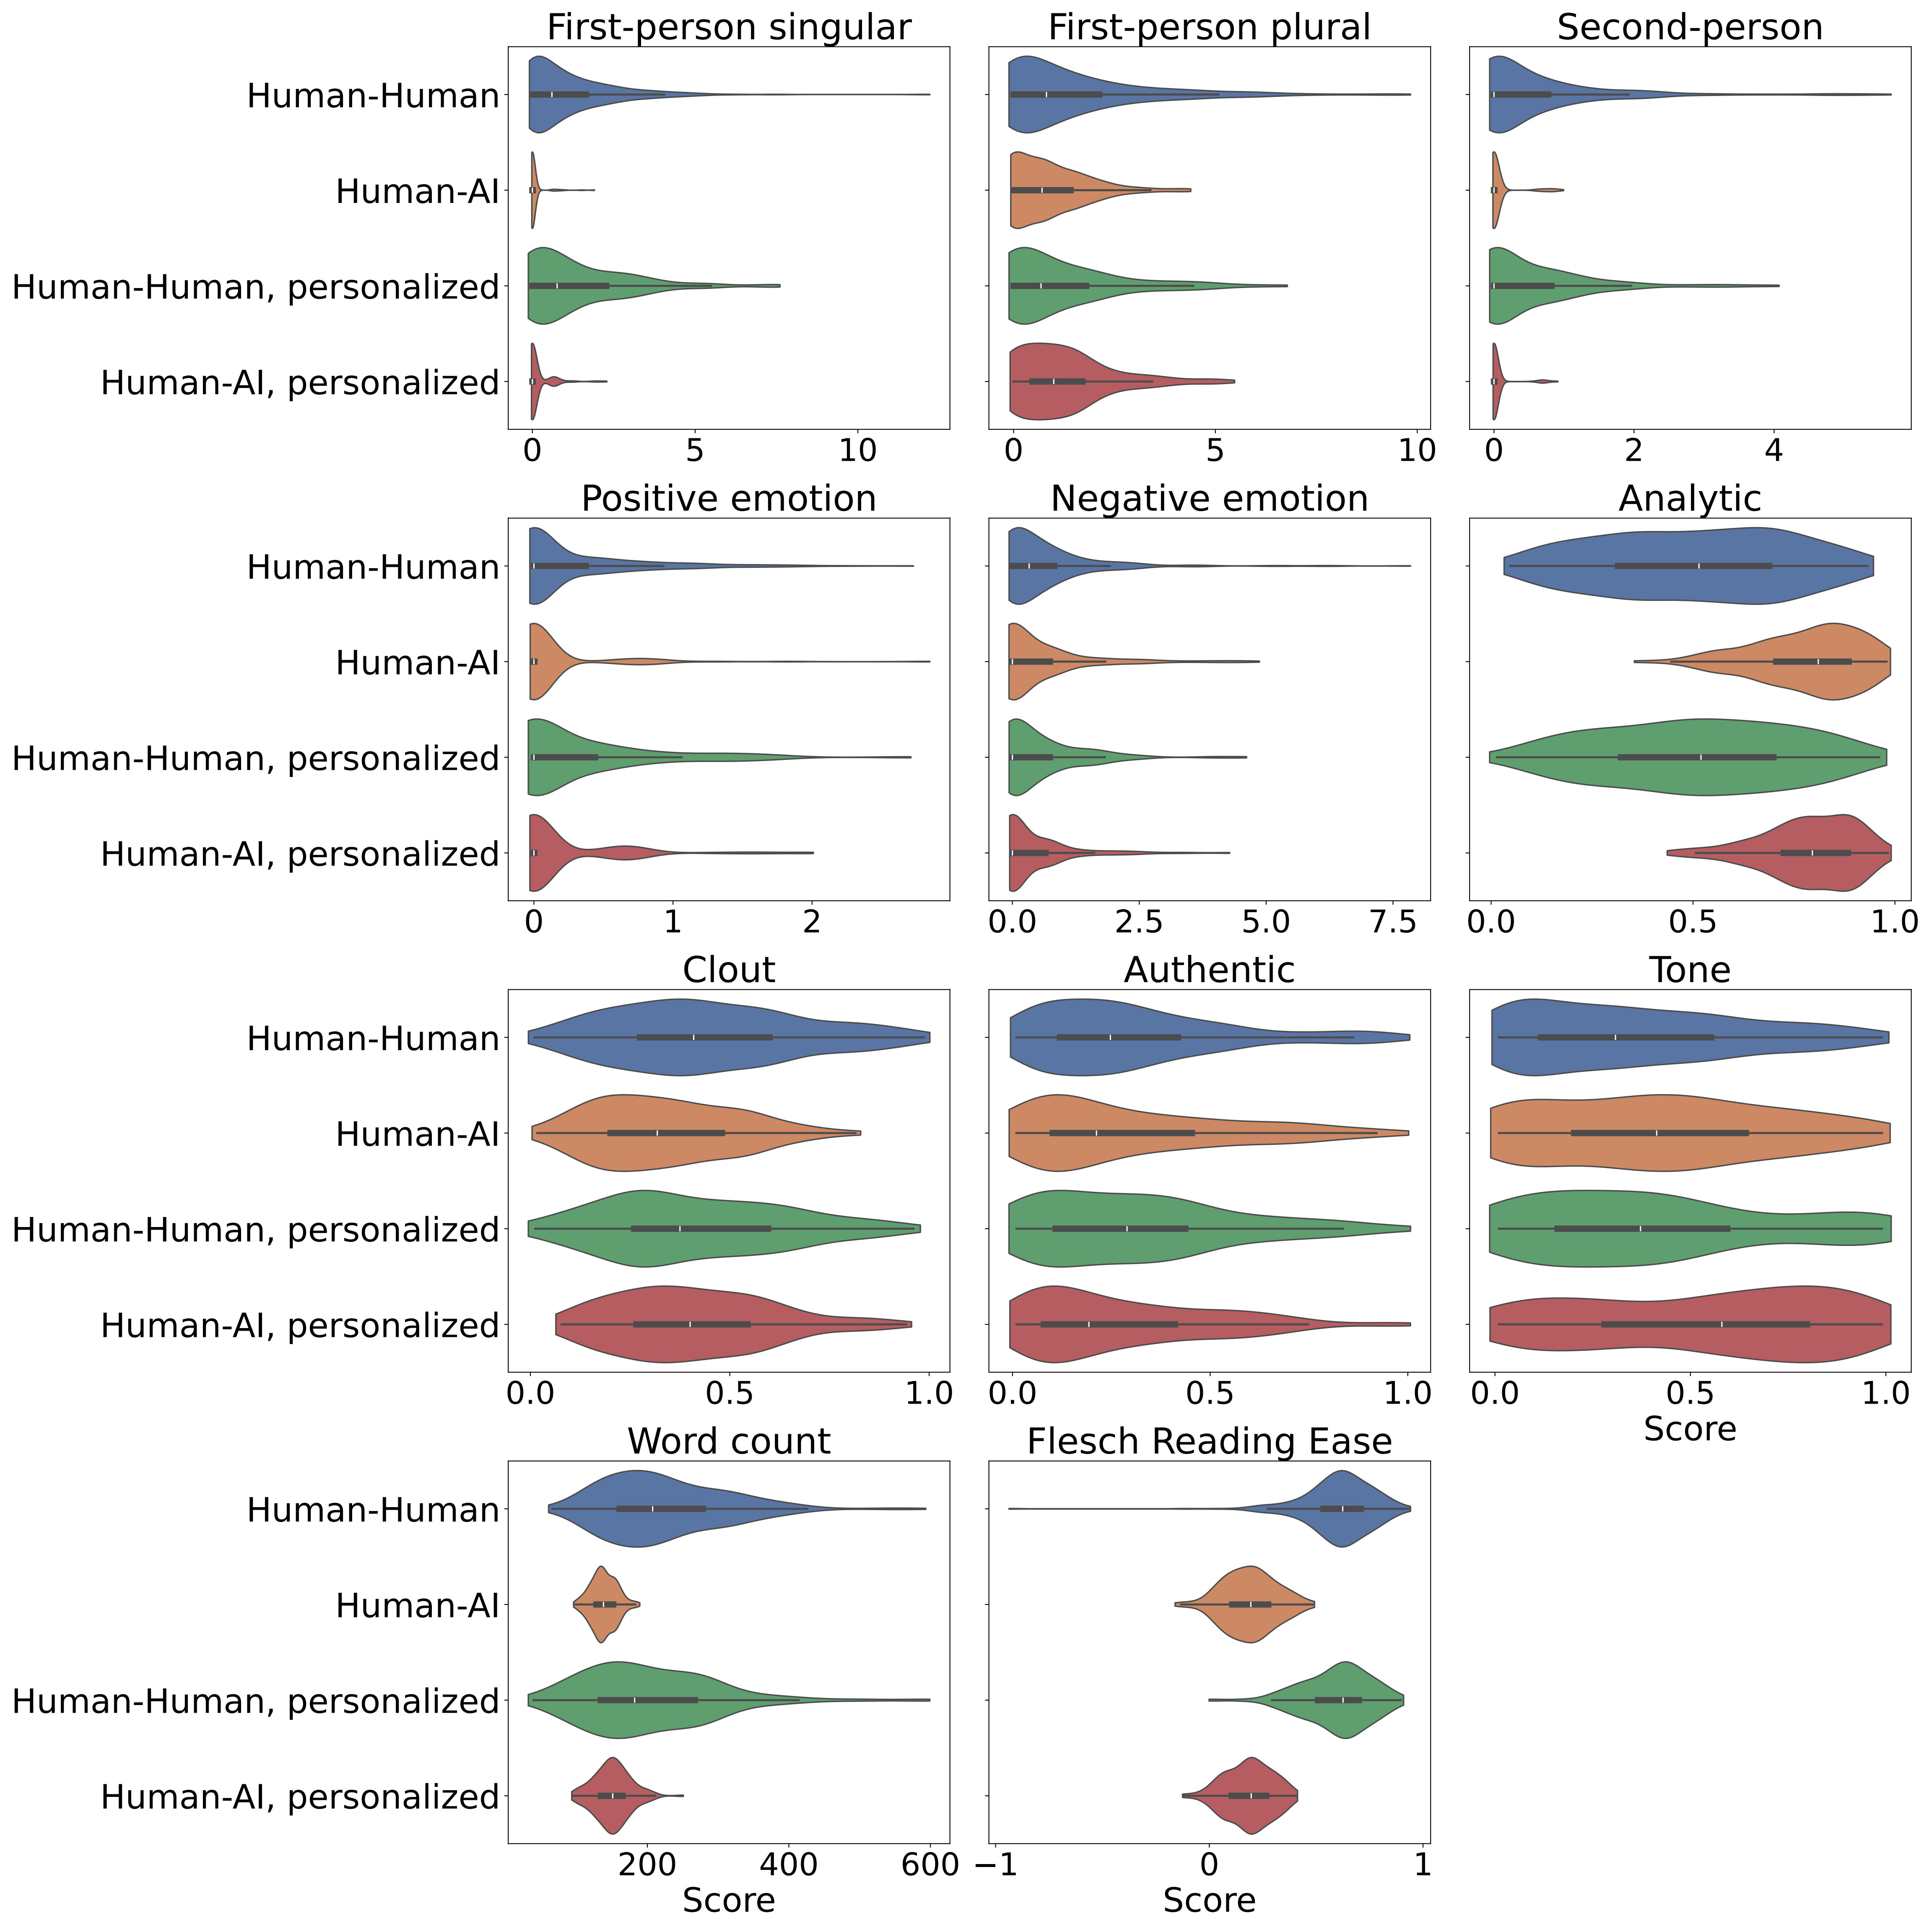 First-person singular First-person plural Second-person
Human-Human
Human-AI
Human-Human, personalized
Human-AI, personalized
0 5 10 0 5 10 0 2 4
Positive emotion Negative emotion Analytic
Human-Human
Human-AI
Human-Human, personalized
Human-AI, personalized
0 1 2 0.0 2.5 5.0 7.5 0.0 0.5 1.0
Clout Authentic Tone
Human-Human
Human-AI
Human-Human, personalized
Human-AI, personalized
0.0 0.5 1.0 0.0 0.5 1.0 0.0 0.5 1.0
Score
Word count Flesch Reading Ease
Human-Human
Human-AI
Human-Human, personalized
Human-AI, personalized
200 400 600 −1 0 1
Score Score